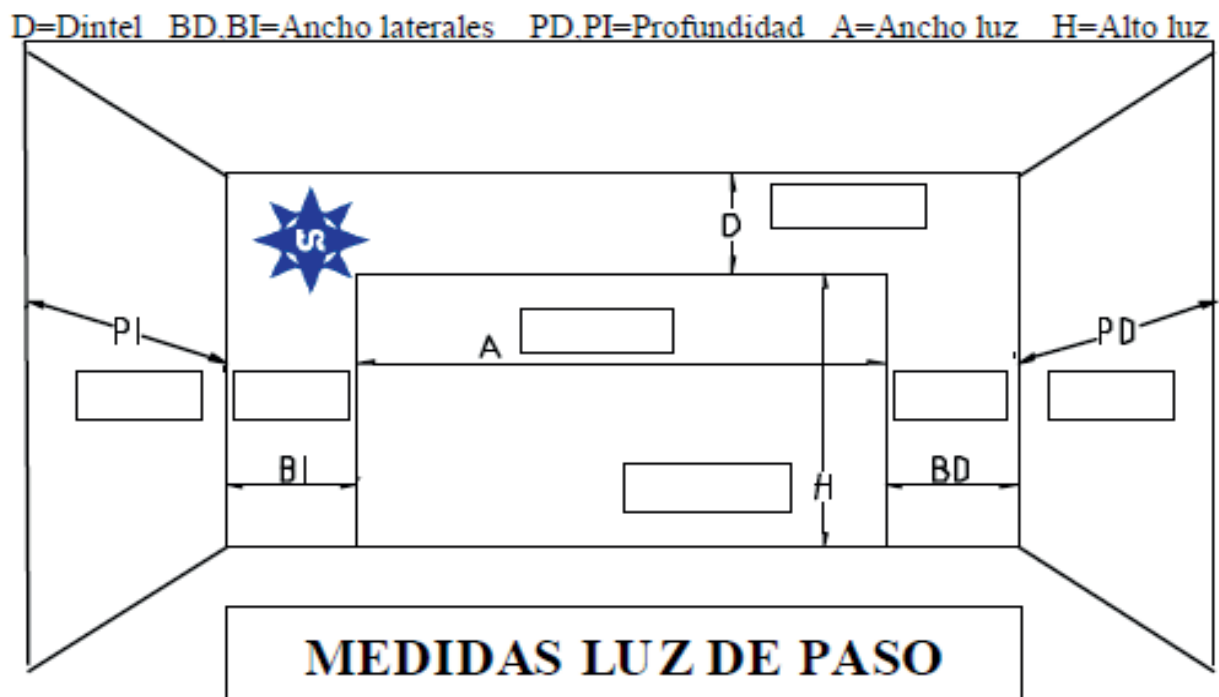 D=Dintel BD.BI=Ancho laterales PD.PI=Profundidad A=Ancho luz H=Alto luz
D
PI
A
PD
BI
H
BD
MEDIDAS LUZ DE PASO